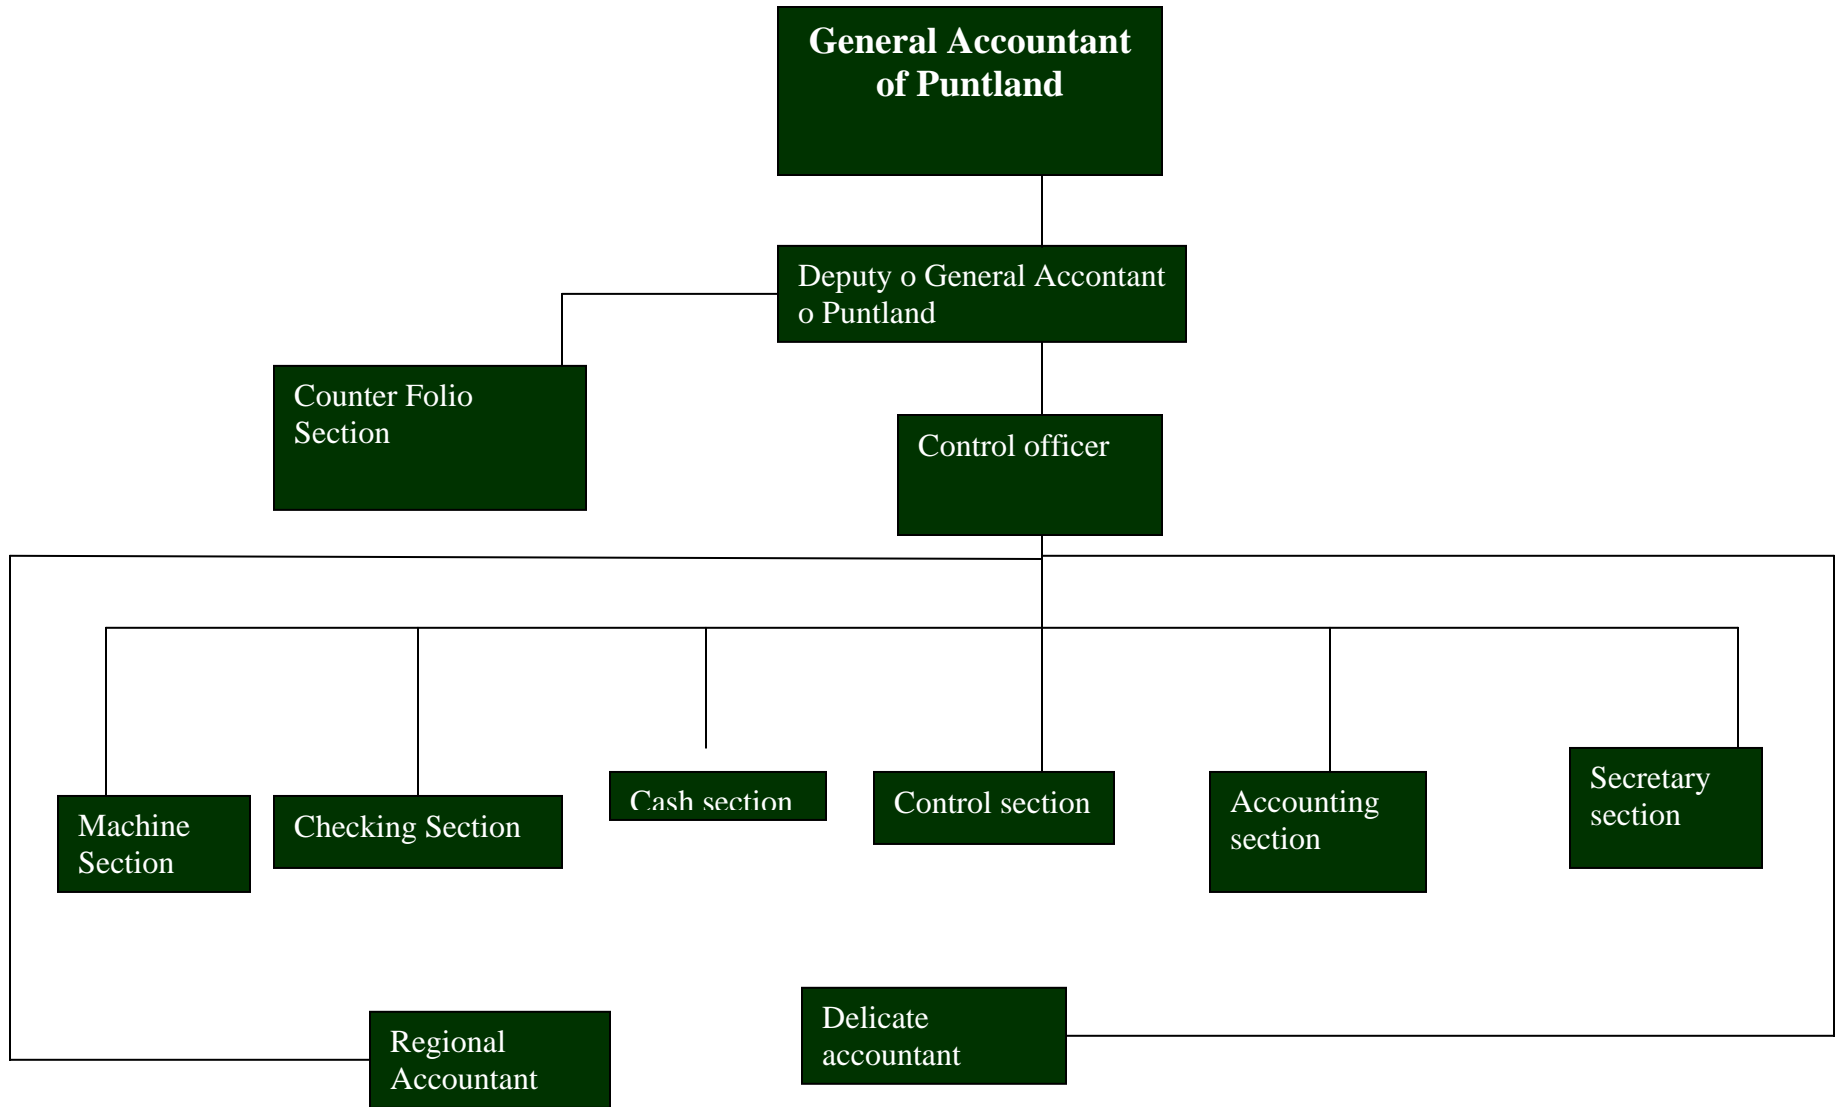 General Accountant
of Puntland
Deputy o General Accontant
o Puntland
Counter Folio
Section
Control officer
Machine
Section
Checking Section
Cash section
Control section
Accounting
section
Secretary
section
Regional
Accountant
Delicate
accountant